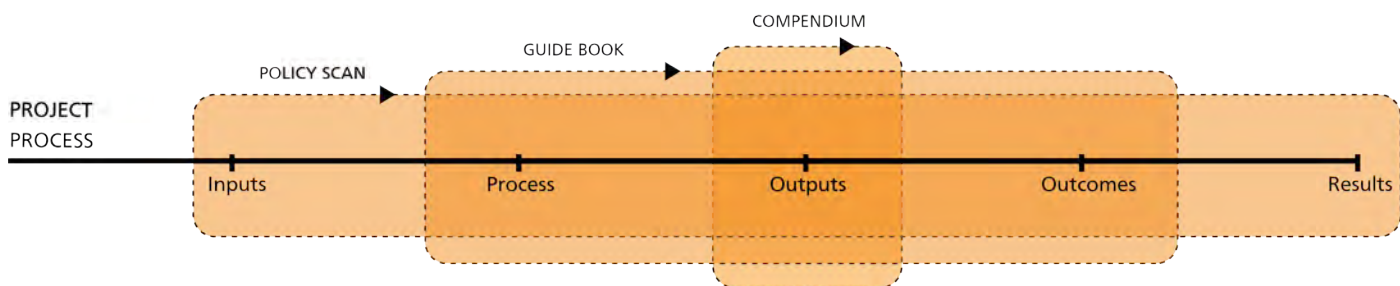 COMPENDIUM
GUIDE BOOK
POLICY SCAN
PROJECT
PROCESS
Inputs
Process
Outputs
Outcomes
Results